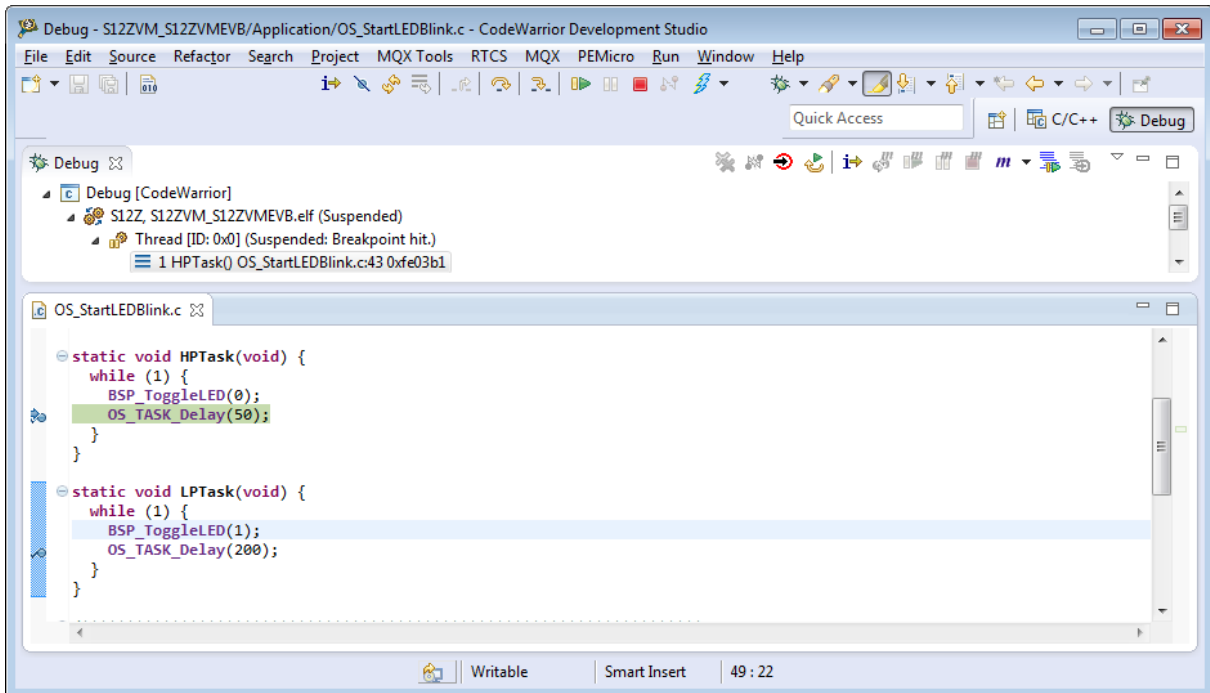 Debug - S12ZVM_S12ZVMEVB/Application/OS_StartLEDBlink.c - CodeWarrior Development Studio
File Edit Source Refactor Search Project MQX Tools RTCS MQX PEMicro Run Window Help
010
Quick Access C/C++ Debug
Debug
Debug [CodeWarrior]
S12Z, S12ZVM_S12ZVMEVB.elf (Suspended)
Thread [ID: 0x0] (Suspended: Breakpoint hit.)
1 HPTask() OS_StartLEDBlink.c:43 0xfe03b1
OS_StartLEDBlink.c
static void HPTask(void) {
while (1) {
BSP_ToggleLED(0);
OS_TASK_Delay(50);
}
}
static void LPTask(void) {
while (1) {
BSP_ToggleLED(1);
OS_TASK_Delay(200);
}
}
Writable Smart Insert 49 : 22